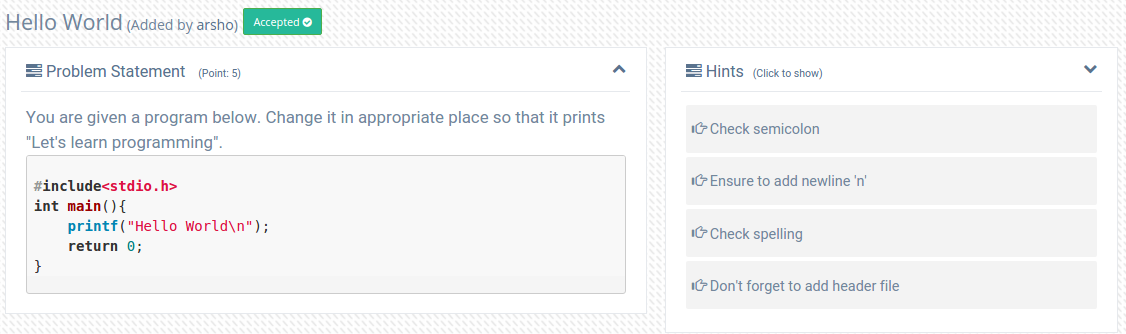 Hello World (Added by arsho) Accepted
Problem Statement (Point: 5)
You are given a program below. Change it in appropriate place so that it prints
"Let's learn programming".
#include<stdio.h>
int main(){
    printf("Hello World\n");
    return 0;
}
Hints (Click to show)
Check semicolon
Ensure to add newline 'n'
Check spelling
Don't forget to add header file